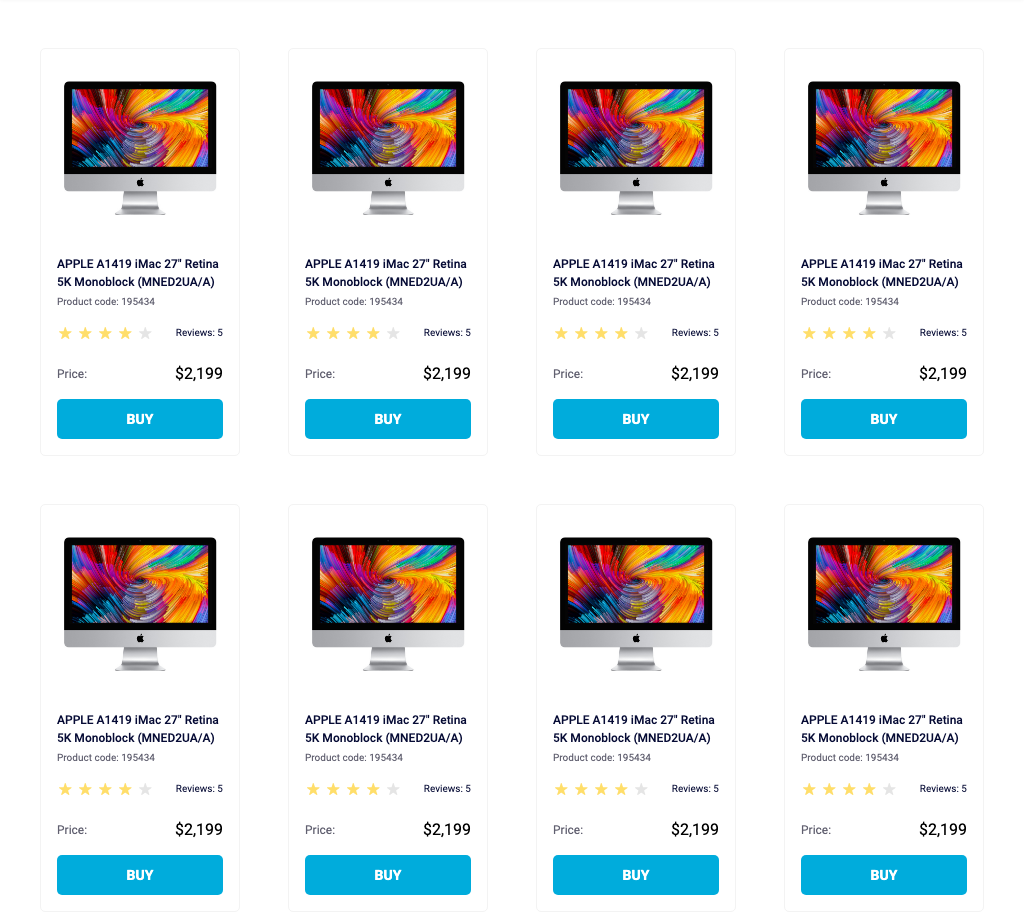 APPLE A1419 iMac 27" Retina
5K Monoblock (MNED2UA/A)
Product code: 195434
Reviews: 5
Price: $2,199
BUY
APPLE A1419 iMac 27" Retina
5K Monoblock (MNED2UA/A)
Product code: 195434
Reviews: 5
Price: $2,199
BUY
APPLE A1419 iMac 27" Retina
5K Monoblock (MNED2UA/A)
Product code: 195434
Reviews: 5
Price: $2,199
BUY
APPLE A1419 iMac 27" Retina
5K Monoblock (MNED2UA/A)
Product code: 195434
Reviews: 5
Price: $2,199
BUY
APPLE A1419 iMac 27" Retina
5K Monoblock (MNED2UA/A)
Product code: 195434
Reviews: 5
Price: $2,199
BUY
APPLE A1419 iMac 27" Retina
5K Monoblock (MNED2UA/A)
Product code: 195434
Reviews: 5
Price: $2,199
BUY
APPLE A1419 iMac 27" Retina
5K Monoblock (MNED2UA/A)
Product code: 195434
Reviews: 5
Price: $2,199
BUY
APPLE A1419 iMac 27" Retina
5K Monoblock (MNED2UA/A)
Product code: 195434
Reviews: 5
Price: $2,199
BUY